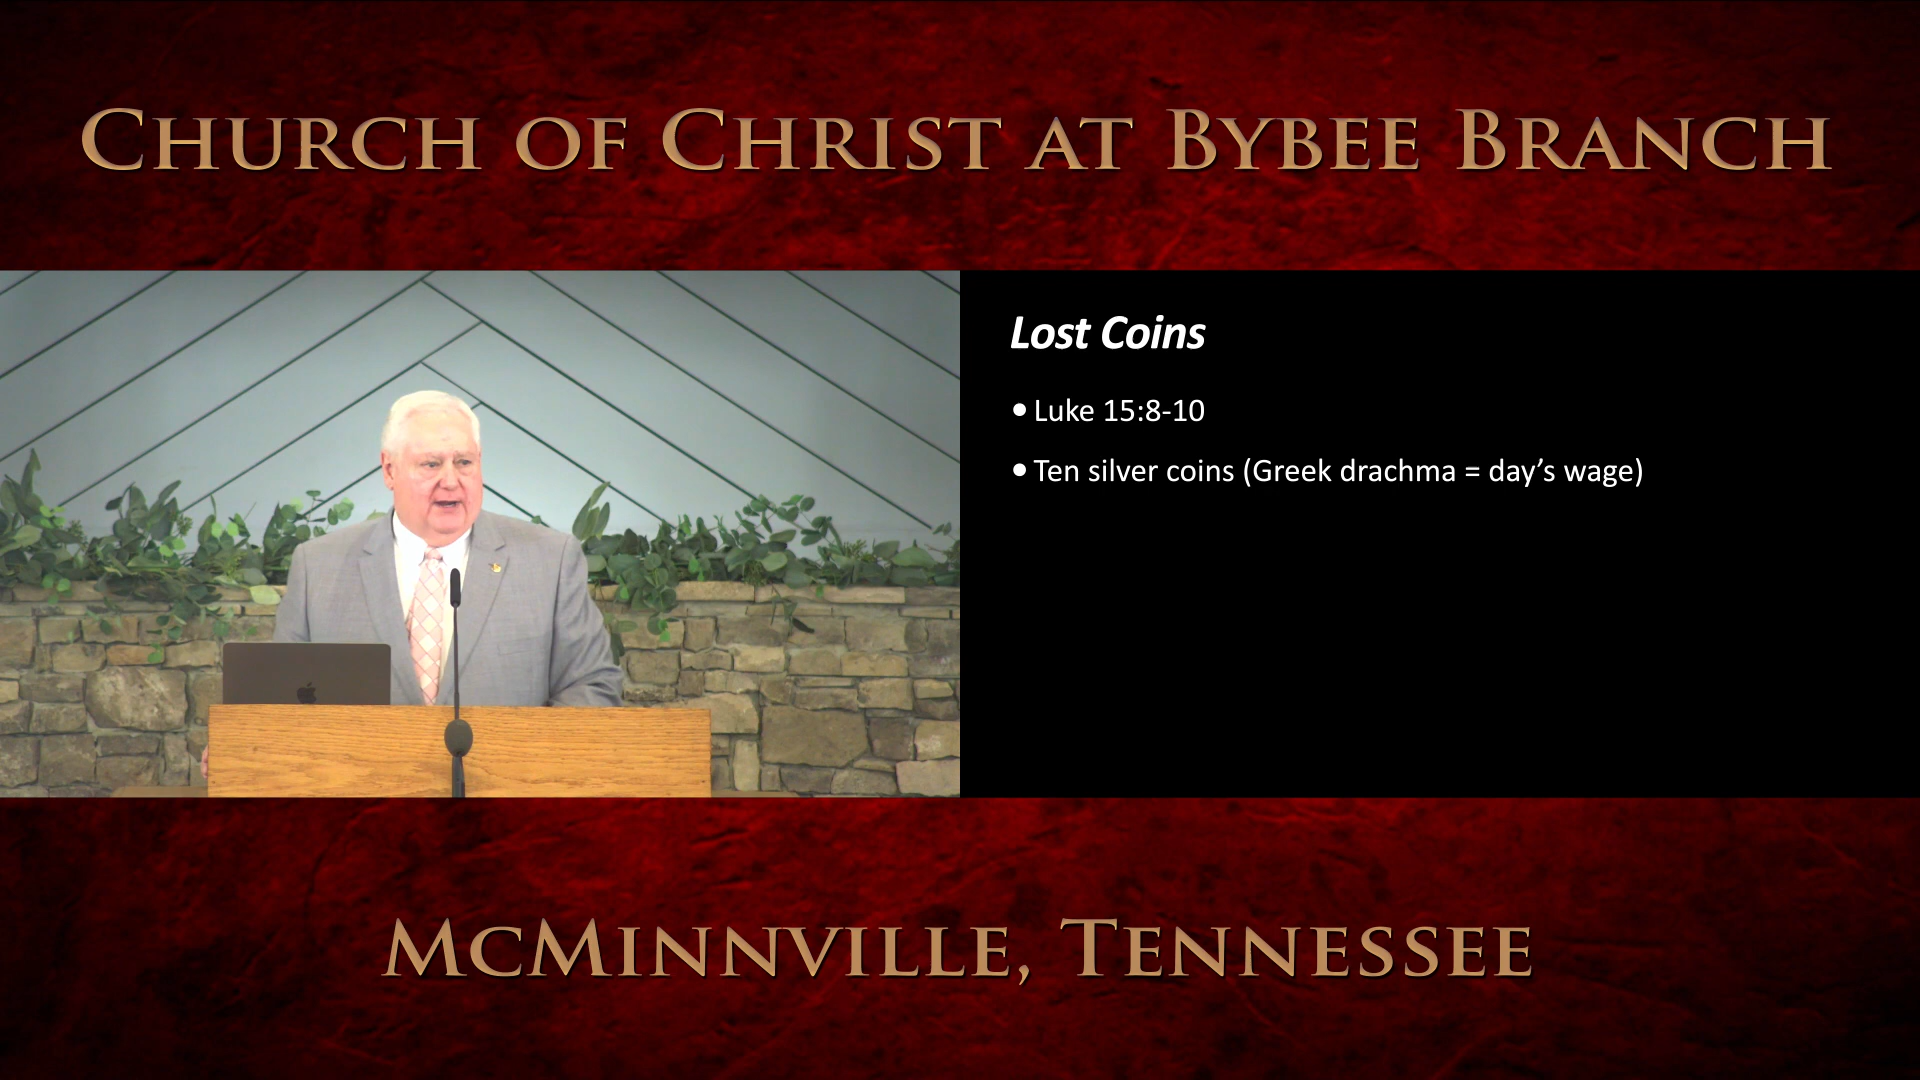 Church of Christ at Bybee Branch
Lost Coins
• Luke 15:8-10
• Ten silver coins (Greek drachma = day’s wage)
McMinnville, Tennessee